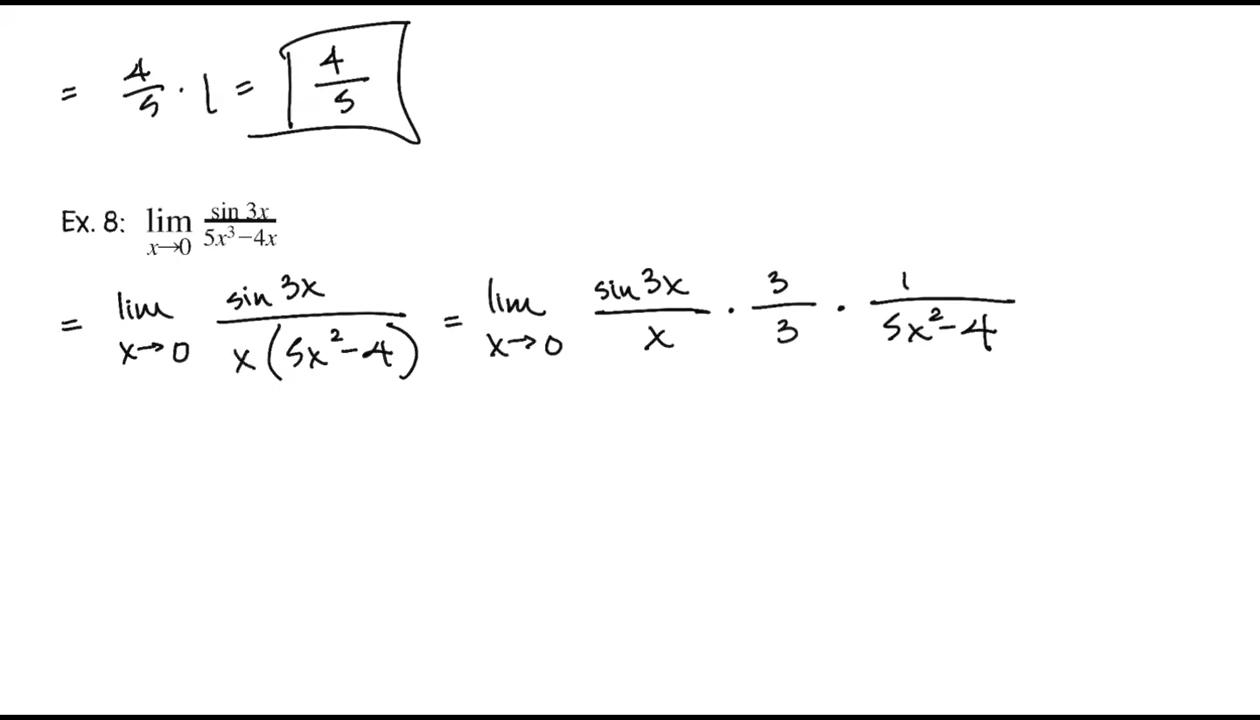 = 4/5 · 1 = 4/5
Ex. 8: lim x→0 sin 3x / 5x³−4x
= lim x→0 sin 3x / x(5x²−4) = lim x→0 sin 3x / x · 3/3 · 1 / 5x²−4